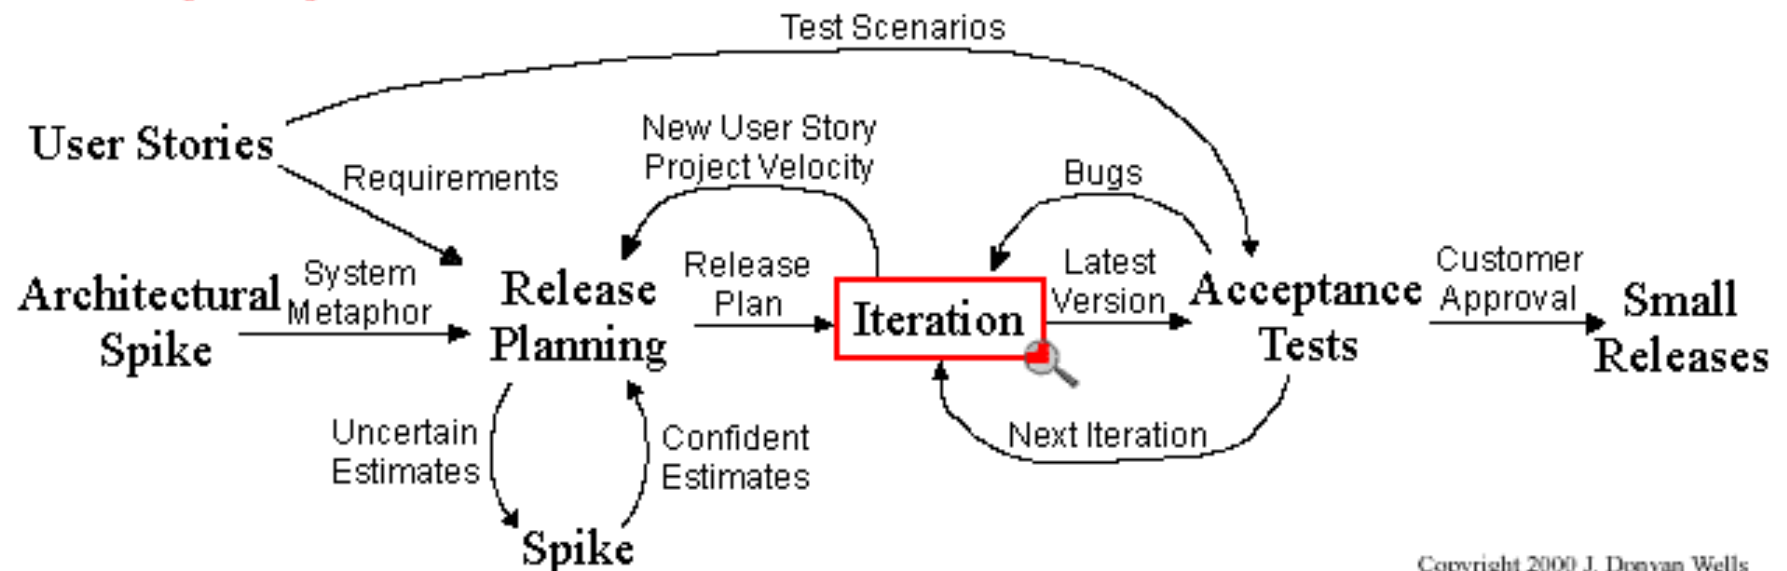 Test Scenarios
User Stories
New User Story
Project Velocity
Requirements
Bugs
System
Metaphor
Architectural
Spike
Release
Planning
Release
Plan
Iteration
Latest
Version
Acceptance
Tests
Customer
Approval
Small
Releases
Uncertain
Estimates
Confident
Estimates
Next Iteration
Spike
Copyright 2000 J. Donvan Wells